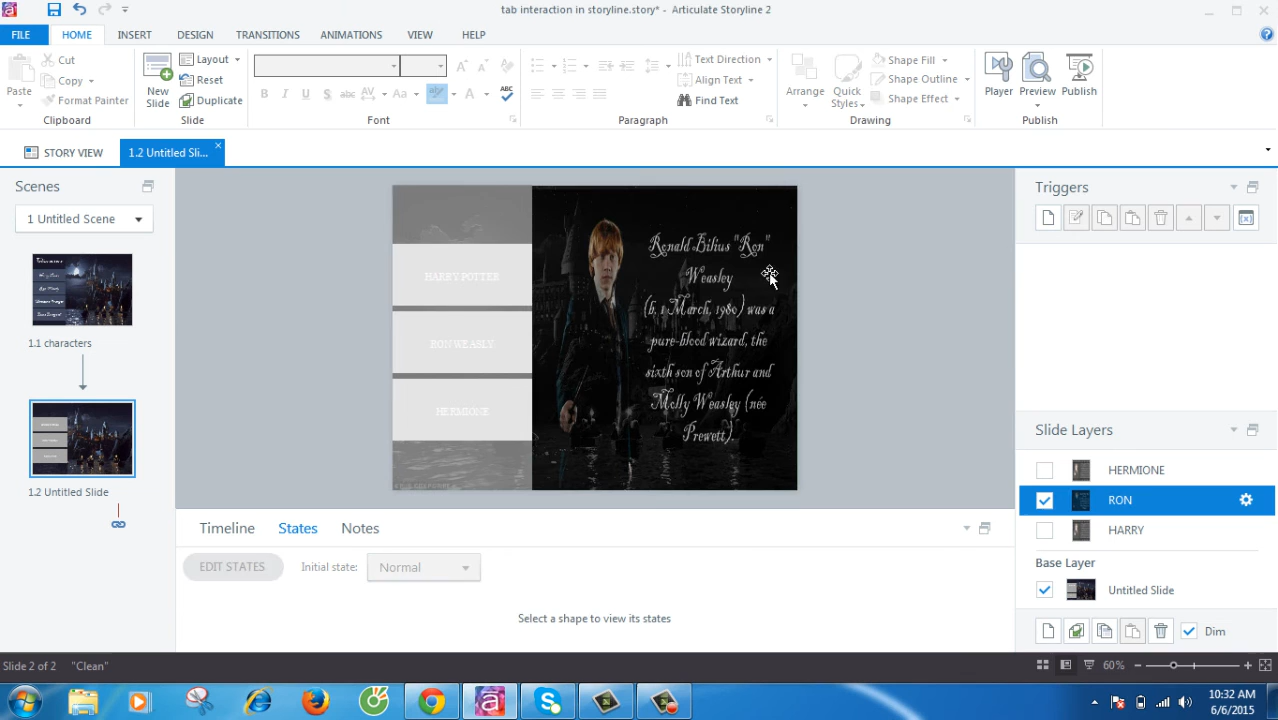 tab interaction in storyline.story* - Articulate Storyline 2
FILE HOME INSERT DESIGN TRANSITIONS ANIMATIONS VIEW HELP
Paste
Cut
Copy
Format Painter
Clipboard
New Slide
Layout
Reset
Duplicate
Slide
Font
ABC
Text Direction
Align Text
Find Text
Paragraph
Arrange
Quick Styles
Shape Fill
Shape Outline
Shape Effect
Drawing
Player Preview Publish
Publish
STORY VIEW 1.2 Untitled Sli...
Scenes
1 Untitled Scene
1.1 characters
1.2 Untitled Slide
HARRY POTTER
RON WEASLY
HERMIONE
Ronald Bilius "Ron"
Weasley
(b. 1 March, 1980) was a
pure-blood wizard, the
sixth son of Arthur and
Molly Weasley (née
Prewett).
Timeline States Notes
EDIT STATES Initial state: Normal
Select a shape to view its states
Triggers
Slide Layers
HERMIONE
RON
HARRY
Base Layer
Untitled Slide
Dim
Slide 2 of 2 "Clean" 60%
10:32 AM
6/6/2015